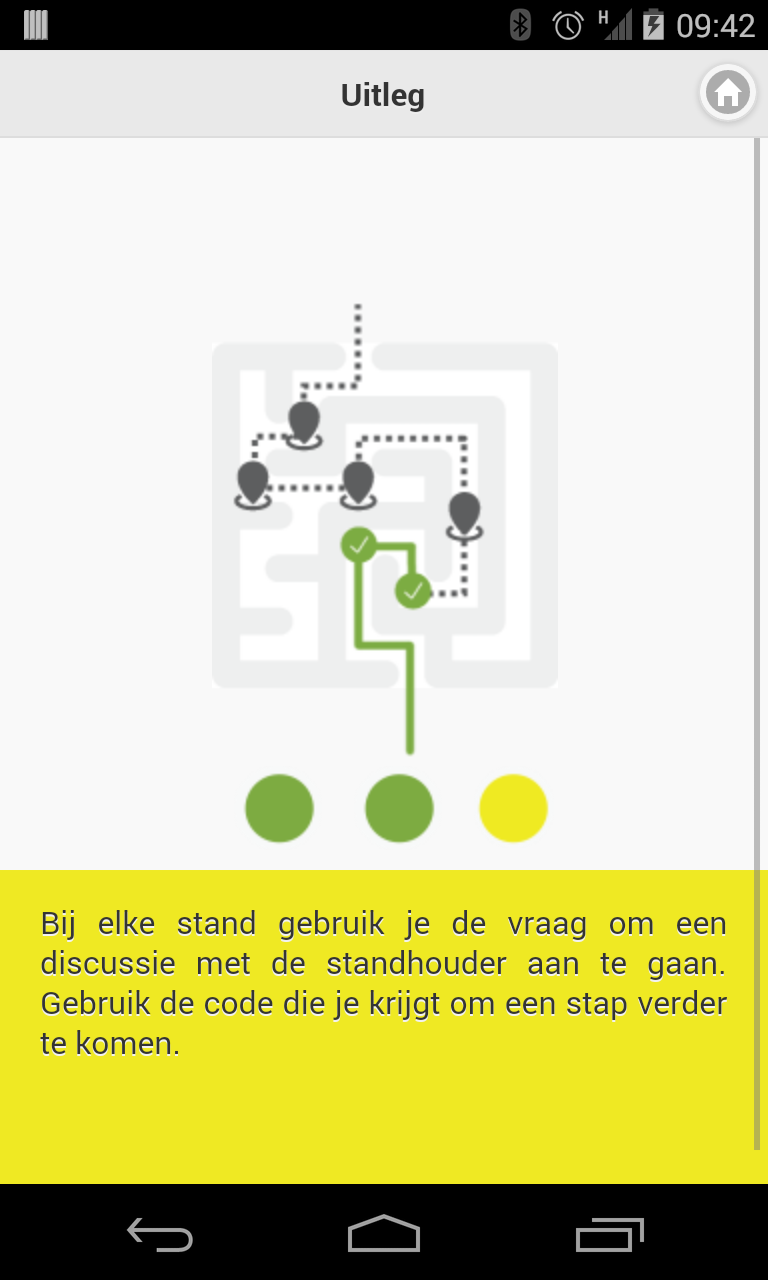 H 09:42
Uitleg
Bij elke stand gebruik je de vraag om een
discussie met de standhouder aan te gaan.
Gebruik de code die je krijgt om een stap verder
te komen.